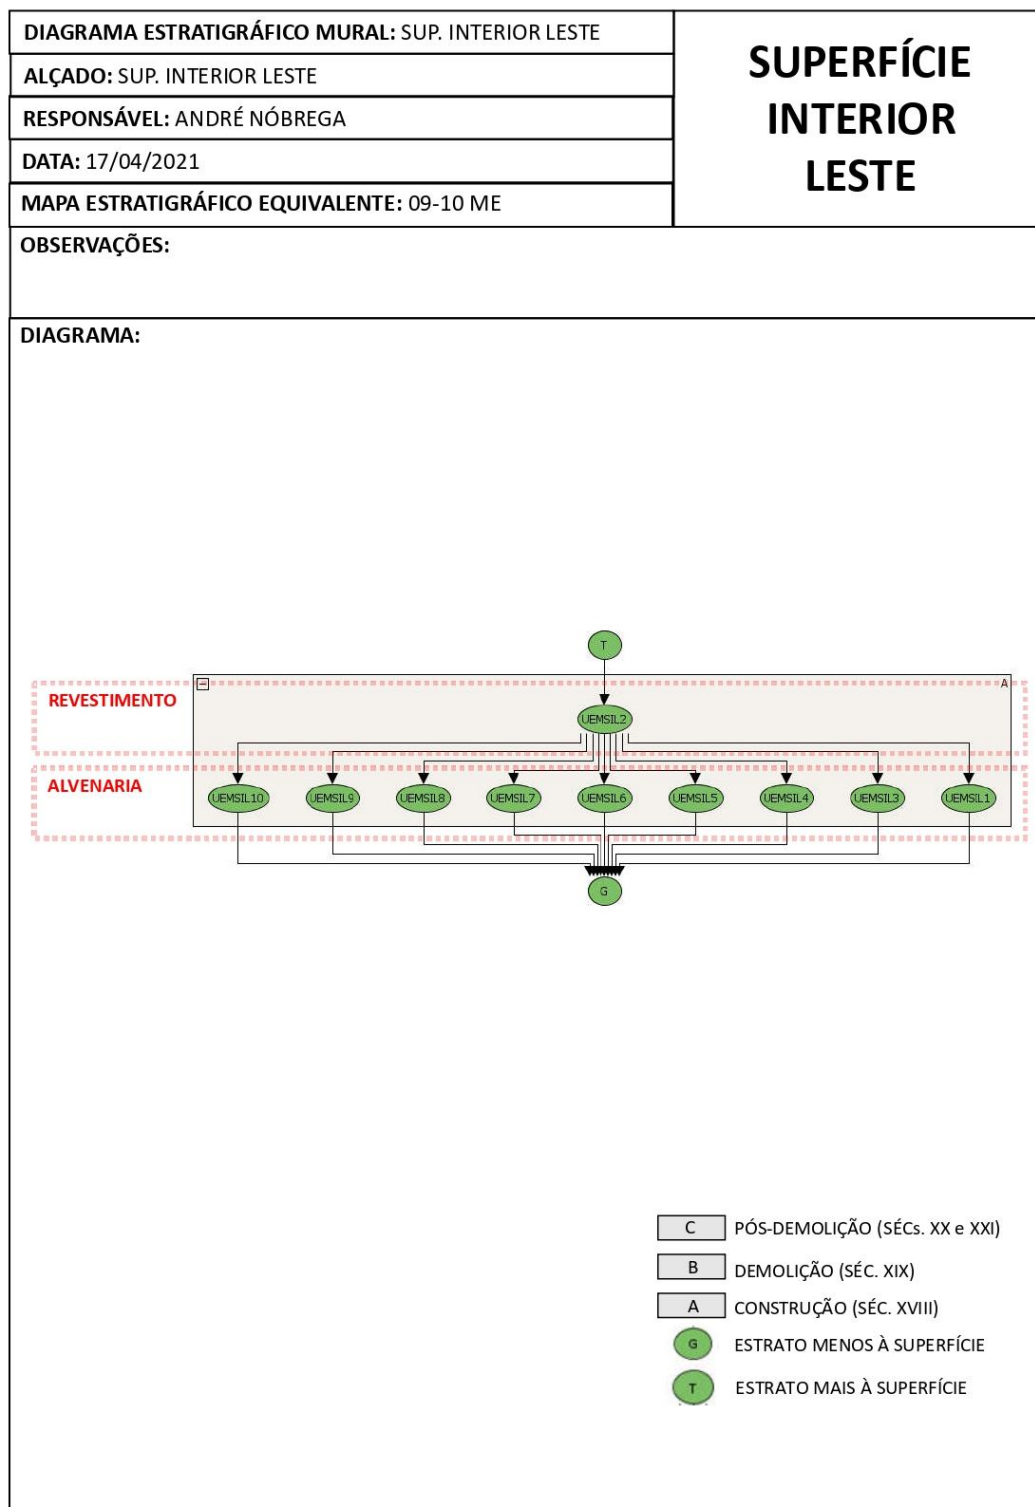 DIAGRAMA ESTRATIGRÁFICO MURAL: SUP. INTERIOR LESTE
ALÇADO: SUP. INTERIOR LESTE
RESPONSÁVEL: ANDRÉ NÓBREGA
DATA: 17/04/2021
MAPA ESTRATIGRÁFICO EQUIVALENTE: 09-10 ME
SUPERFÍCIE
INTERIOR
LESTE
OBSERVAÇÕES:
DIAGRAMA:
T
A
REVESTIMENTO
UEMSIL2
ALVENARIA
UEMSIL10 UEMSIL9 UEMSIL8 UEMSIL7 UEMSIL6 UEMSIL5 UEMSIL4 UEMSIL3 UEMSIL1
G
C PÓS-DEMOLIÇÃO (SÉCs. XX e XXI)
B DEMOLIÇÃO (SÉC. XIX)
A CONSTRUÇÃO (SÉC. XVIII)
G ESTRATO MENOS À SUPERFÍCIE
T ESTRATO MAIS À SUPERFÍCIE